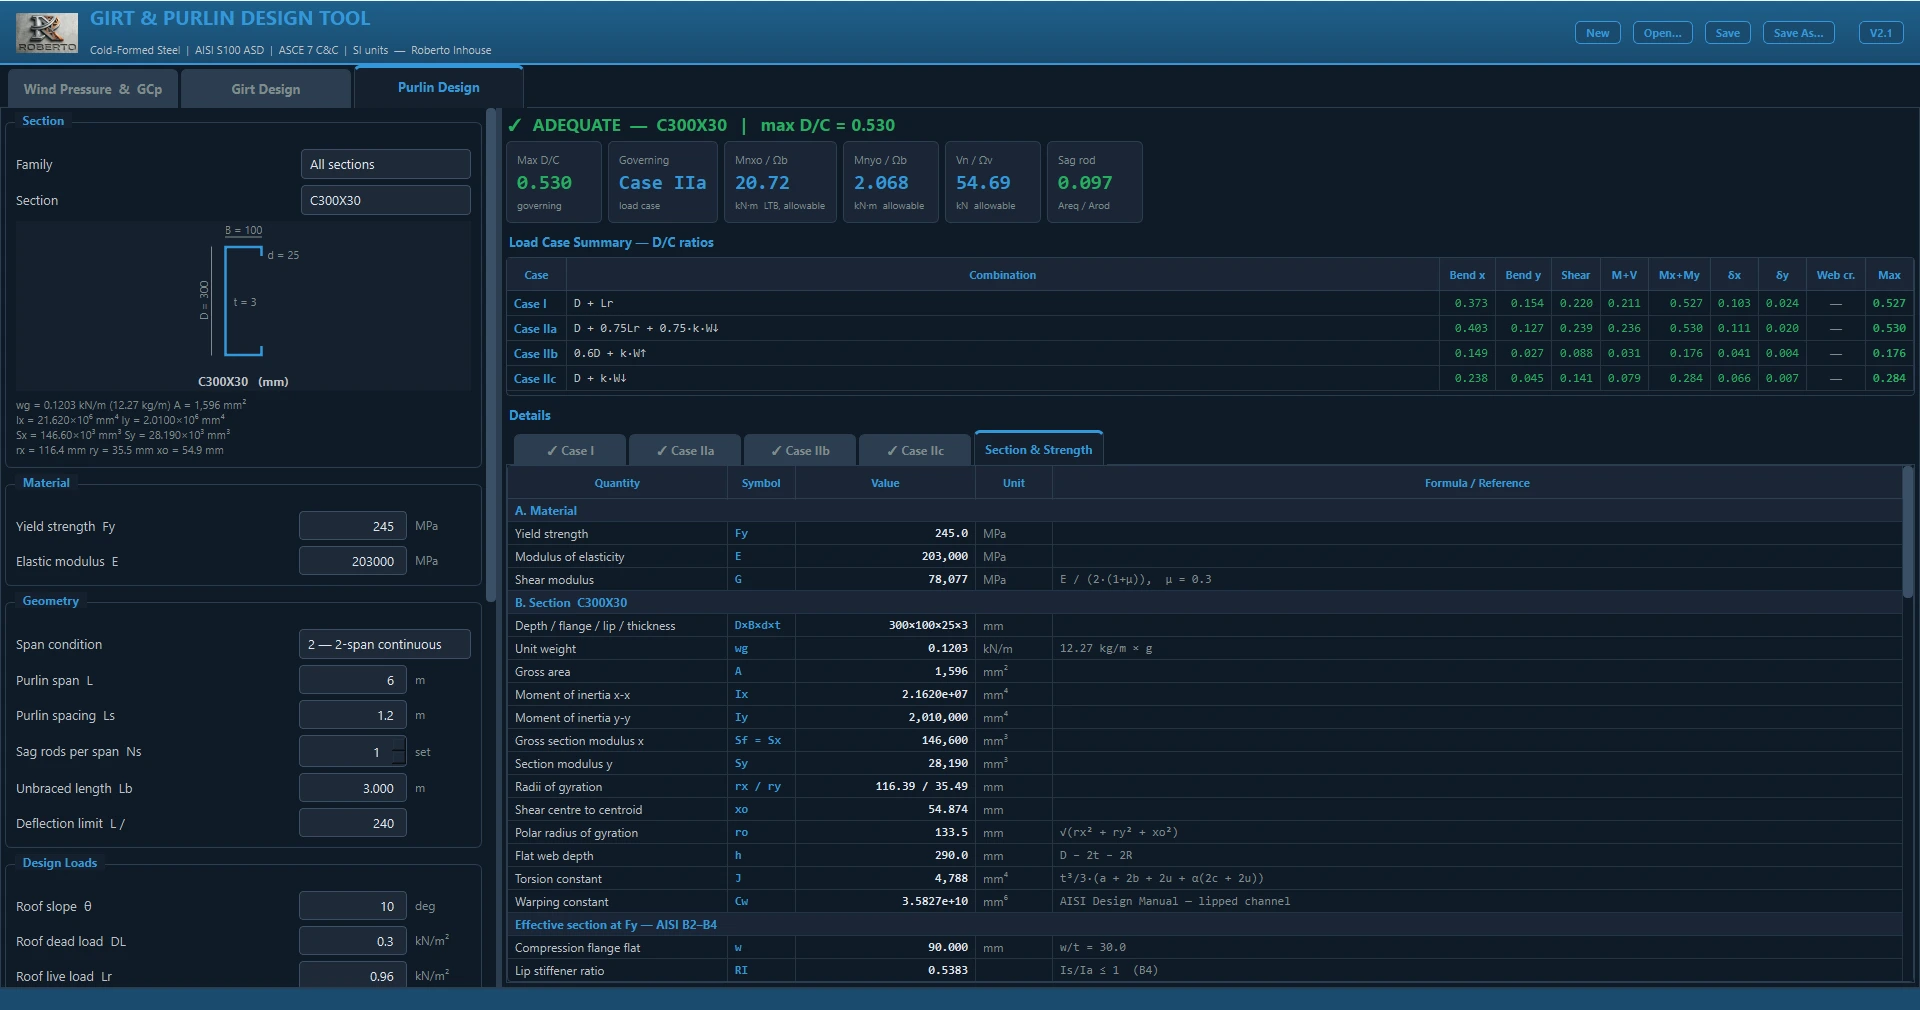 ROBERTO
GIRT & PURLIN DESIGN TOOL
Cold-Formed Steel | AISI S100 ASD | ASCE 7 C&C | SI units — Roberto Inhouse
New
Open...
Save
Save As...
V2.1
Wind Pressure & GCp
Girt Design
Purlin Design
Section
Family
All sections
Section
C300X30
B = 100
d = 25
D = 300
t = 3
C300X30 (mm)
wg = 0.1203 kN/m (12.27 kg/m) A = 1,596 mm²
Ix = 21.620×10⁶ mm⁴ Iy = 2.0100×10⁶ mm⁴
Sx = 146.60×10³ mm³ Sy = 28.190×10³ mm³
rx = 116.4 mm ry = 35.5 mm xo = 54.9 mm
Material
Yield strength Fy 245 MPa
Elastic modulus E 203000 MPa
Geometry
Span condition 2 — 2-span continuous
Purlin span L 6 m
Purlin spacing Ls 1.2 m
Sag rods per span Ns 1 set
Unbraced length Lb 3.000 m
Deflection limit L / 240
Design Loads
Roof slope θ 10 deg
Roof dead load DL 0.3 kN/m²
Roof live load Lr 0.96 kN/m²
✓ ADEQUATE — C300X30 | max D/C = 0.530
Max D/C
0.530
governing
Governing
Case IIa
load case
Mnxo / Ωb
20.72
kN·m LTB, allowable
Mnyo / Ωb
2.068
kN·m allowable
Vn / Ωv
54.69
kN allowable
Sag rod
0.097
Areq / Arod
Load Case Summary — D/C ratios
Case Combination Bend x Bend y Shear M+V Mx+My δx δy Web cr. Max
Case I D + Lr 0.373 0.154 0.220 0.211 0.527 0.103 0.024 — 0.527
Case IIa D + 0.75Lr + 0.75·k·W↓ 0.403 0.127 0.239 0.236 0.530 0.111 0.020 — 0.530
Case IIb 0.6D + k·W↑ 0.149 0.027 0.088 0.031 0.176 0.041 0.004 — 0.176
Case IIc D + k·W↓ 0.238 0.045 0.141 0.079 0.284 0.066 0.007 — 0.284
Details
✓ Case I
✓ Case IIa
✓ Case IIb
✓ Case IIc
Section & Strength
Quantity Symbol Value Unit Formula / Reference
A. Material
Yield strength Fy 245.0 MPa
Modulus of elasticity E 203,000 MPa
Shear modulus G 78,077 MPa E / (2·(1+μ)), μ = 0.3
B. Section C300X30
Depth / flange / lip / thickness D×B×d×t 300×100×25×3 mm
Unit weight wg 0.1203 kN/m 12.27 kg/m × g
Gross area A 1,596 mm²
Moment of inertia x-x Ix 2.1620e+07 mm⁴
Moment of inertia y-y Iy 2,010,000 mm⁴
Gross section modulus x Sf = Sx 146,600 mm³
Section modulus y Sy 28,190 mm³
Radii of gyration rx / ry 116.39 / 35.49 mm
Shear centre to centroid xo 54.874 mm
Polar radius of gyration ro 133.5 mm √(rx² + ry² + xo²)
Flat web depth h 290.0 mm D − 2t − 2R
Torsion constant J 4,788 mm⁴ t³/3·(a + 2b + 2u + α(2c + 2u))
Warping constant Cw 3.5827e+10 mm⁶ AISI Design Manual — lipped channel
Effective section at Fy — AISI B2–B4
Compression flange flat w 90.000 mm w/t = 30.0
Lip stiffener ratio RI 0.5383 Is/Ia ≤ 1 (B4)